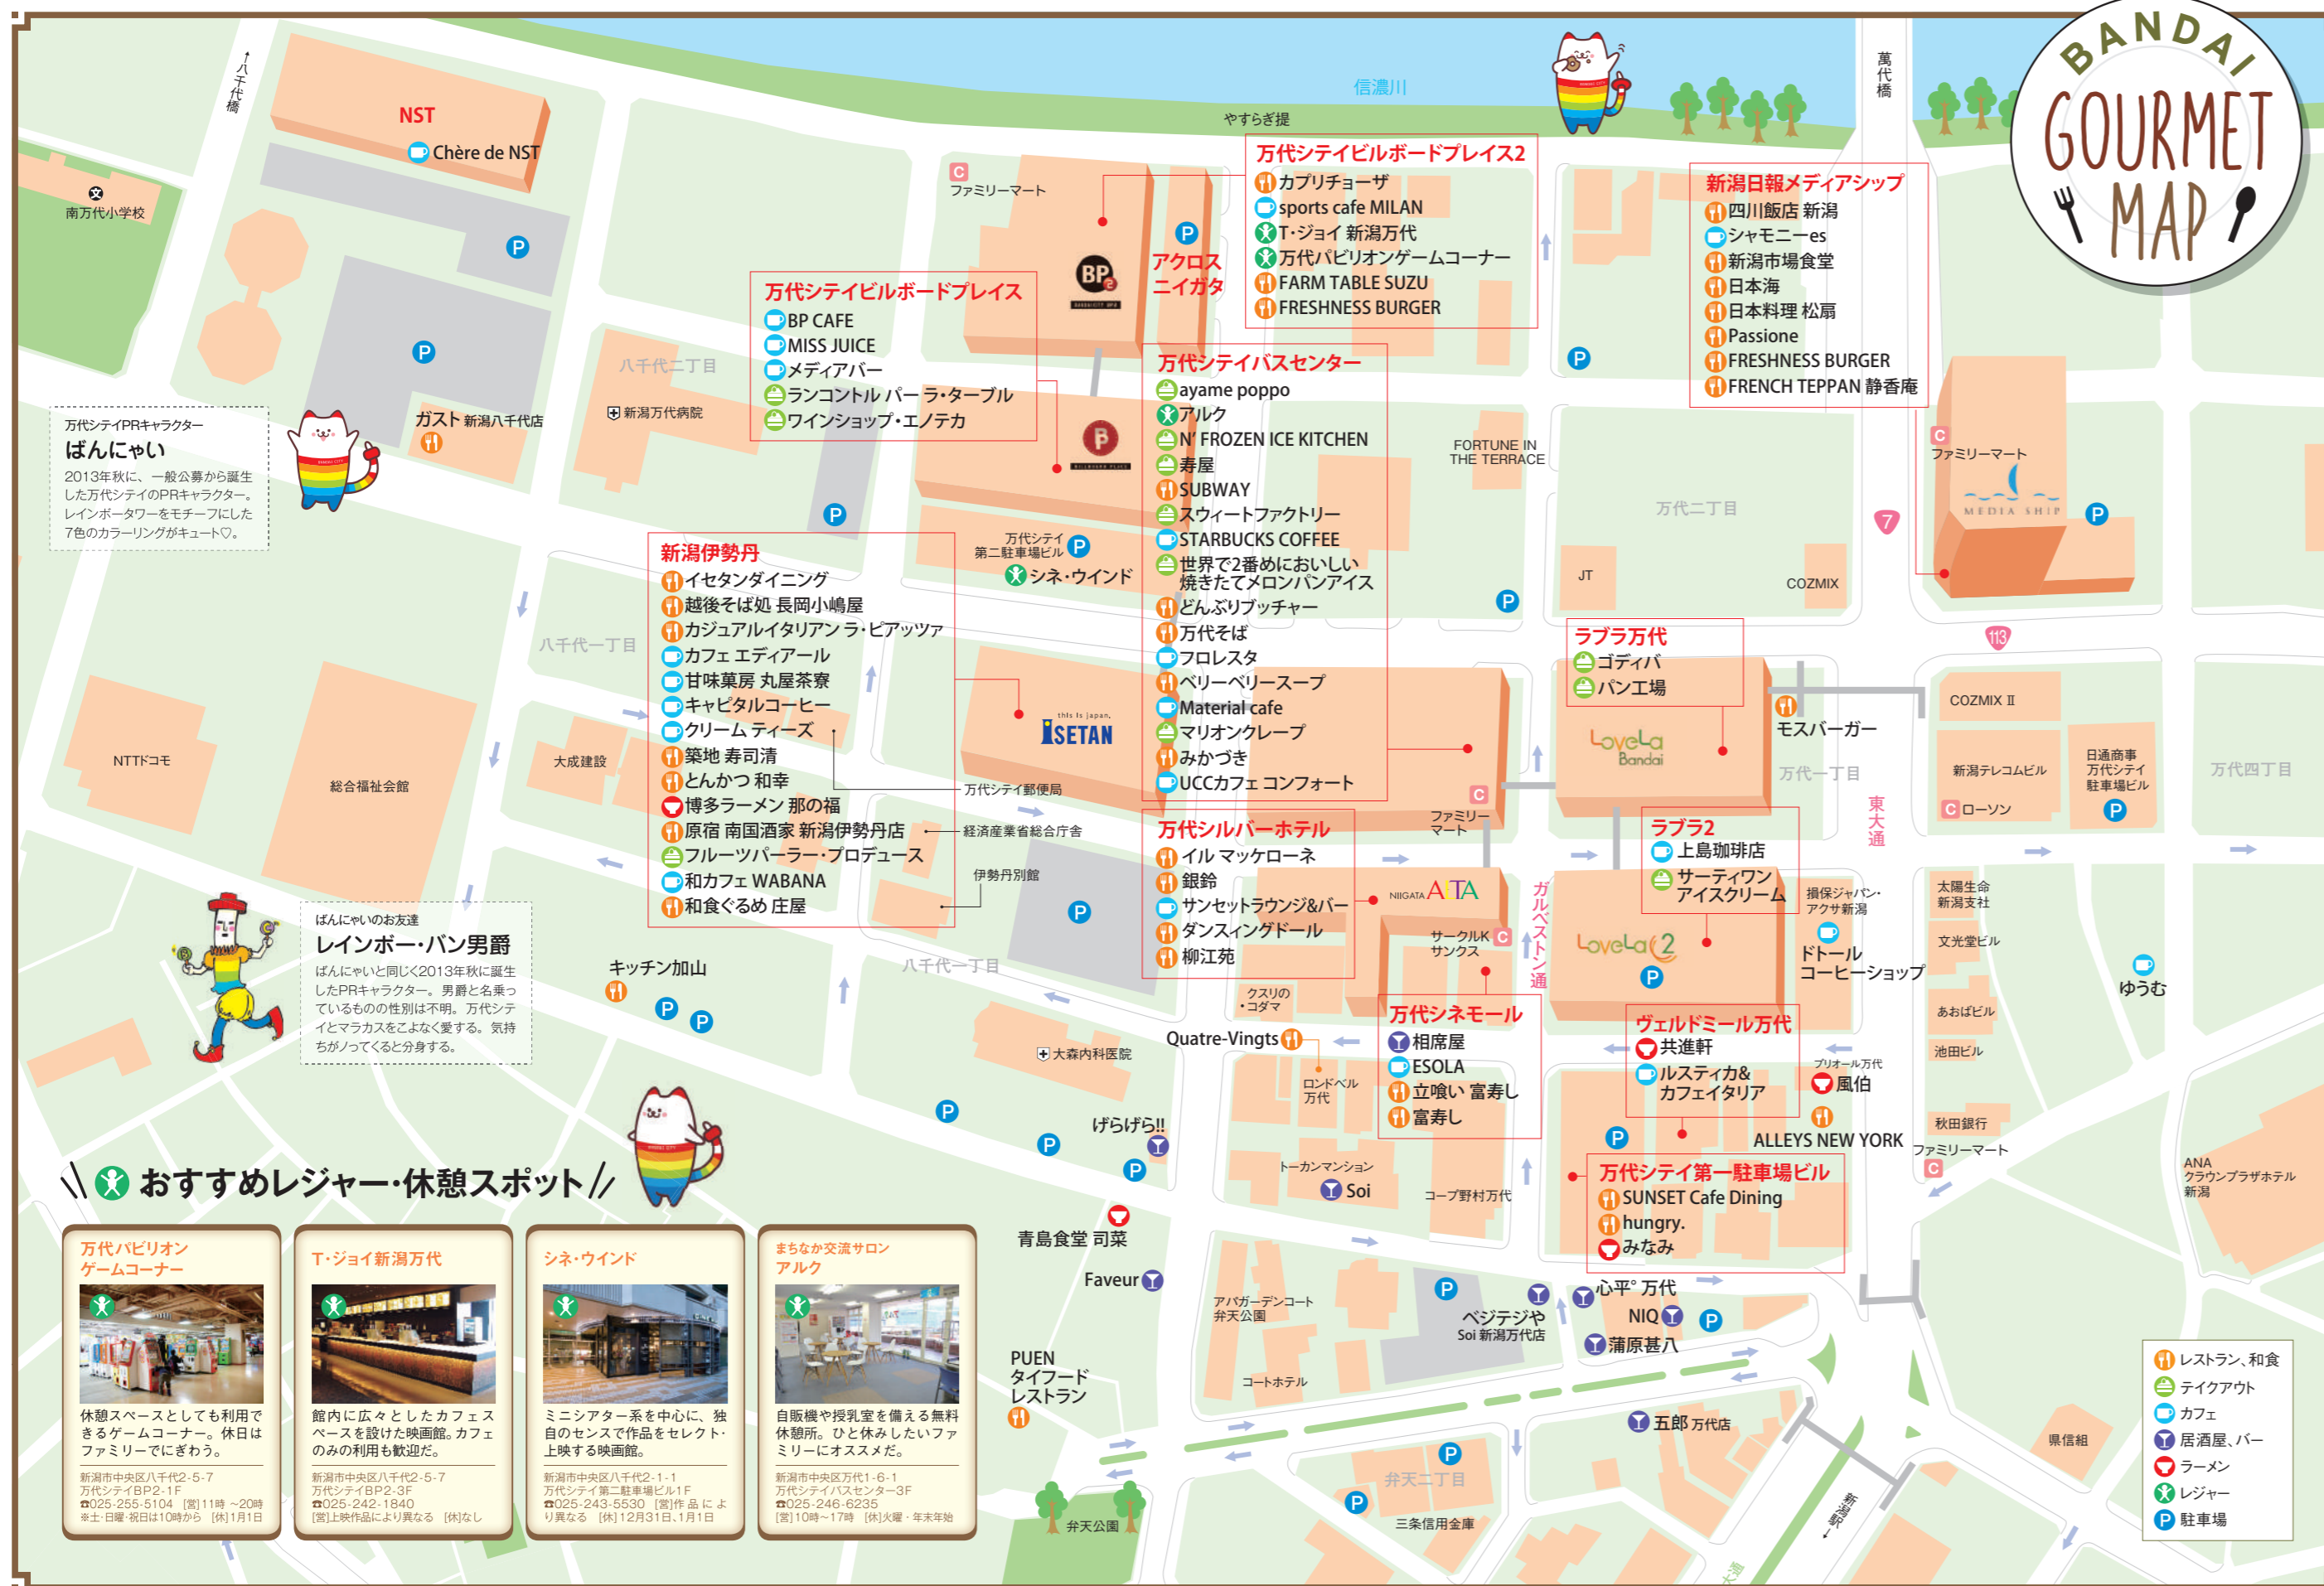 BANDAI
GOURMET
MAP
←八千代橋
NST
Chère de NST
南万代小学校
信濃川
やすらぎ提
萬代橋
ファミリーマート
アクロス
ニイガタ
万代シテイビルボードプレイス2
カプリチョーザ
sports cafe MILAN
T・ジョイ 新潟万代
万代パビリオンゲームコーナー
FARM TABLE SUZU
FRESHNESS BURGER
新潟日報メディアシップ
四川飯店 新潟
シャモニーes
新潟市場食堂
日本海
日本料理 松扇
Passione
FRESHNESS BURGER
FRENCH TEPPAN 静香庵
万代シテイビルボードプレイス
BP CAFE
MISS JUICE
メディアバー
ランコントル パー ラ・ターブル
ワインショップ・エノテカ
BP2
BILLBOARD PLACE
万代シテイバスセンター
ayame poppo
アルク
N' FROZEN ICE KITCHEN
寿屋
SUBWAY
スウィートファクトリー
STARBUCKS COFFEE
世界で2番めにおいしい
焼きたてメロンパンアイス
どんぶりブッチャー
万代そば
フロレスタ
ベリーベリースープ
Material cafe
マリオンクレープ
みかづき
UCCカフェ コンフォート
八千代二丁目
新潟万代病院
ガスト 新潟八千代店
万代シテイPRキャラクター
ばんにゃい
2013年秋に、一般公募から誕生
した万代シテイのPRキャラクター。
レインボータワーをモチーフにした
7色のカラーリングがキュート♡。
FORTUNE IN
THE TERRACE
万代二丁目
JT
COZMIX
7
113
ファミリーマート
MEDIA SHIP
万代シテイ
第二駐車場ビル
シネ・ウインド
新潟伊勢丹
イセタンダイニング
越後そば処 長岡小嶋屋
カジュアルイタリアン ラ・ピアッツァ
カフェ エディアール
甘味菓房 丸屋茶寮
キャピタルコーヒー
クリーム ティーズ
築地 寿司清
とんかつ 和幸
博多ラーメン 那の福
原宿 南国酒家 新潟伊勢丹店
フルーツパーラー・プロデュース
和カフェ WABANA
和食ぐるめ 庄屋
八千代一丁目
NTTドコモ
総合福祉会館
大成建設
万代シテイ郵便局
経済産業省総合庁舎
伊勢丹別館
this is japan.
ISETAN
ラブラ万代
ゴディバ
パン工場
LoveLa
Bandai
モスバーガー
万代一丁目
COZMIX II
新潟テレコムビル
ローソン
日通商事
万代シテイ
駐車場ビル
万代四丁目
東大通
ファミリー
マート
万代シルバーホテル
イル マッケローネ
銀鈴
サンセットラウンジ&バー
ダンスィングドール
柳江苑
NIIGATA ALTA
サークルK
サンクス
ガルベストン通
ラブラ2
上島珈琲店
サーティワン
アイスクリーム
LoveLa2
損保ジャパン・
アクサ新潟
ドトール
コーヒーショップ
太陽生命
新潟支社
文光堂ビル
あおばビル
池田ビル
秋田銀行
ファミリーマート
ゆうむ
ばんにゃいのお友達
レインボー・バン男爵
ばんにゃいと同じく2013年秋に誕生
したPRキャラクター。男爵と名乗っ
ているものの性別は不明。万代シテ
イとマラカスをこよなく愛する。気持
ちがノってくると分身する。
キッチン加山
八千代一丁目
大森内科医院
クスリの
・コダマ
Quatre-Vingts
ロンドベル
万代
万代シネモール
相席屋
ESOLA
立喰い 富寿し
富寿し
ヴェルドミール万代
共進軒
ルスティカ&
カフェイタリア
プリオール万代
風伯
ALLEYS NEW YORK
げらげら!!
トーカンマンション
Soi
コープ野村万代
万代シテイ第一駐車場ビル
SUNSET Cafe Dining
hungry.
みなみ
ANA
クラウンプラザホテル
新潟
青島食堂 司菜
Faveur
アパガーデンコート
弁天公園
ベジテジや
Soi 新潟万代店
心平° 万代
NIQ
蒲原甚八
PUEN
タイフード
レストラン
コートホテル
五郎 万代店
弁天二丁目
三条信用金庫
弁天公園
新潟駅→
県信組
おすすめレジャー・休憩スポット
万代パビリオン
ゲームコーナー
休憩スペースとしても利用で
きるゲームコーナー。休日は
ファミリーでにぎわう。
新潟市中央区八千代2-5-7
万代シテイBP2-1F
☎025-255-5104 [営]11時～20時
※土・日曜・祝日は10時から [休]1月1日
T・ジョイ新潟万代
館内に広々としたカフェス
ペースを設けた映画館。カフェ
のみの利用も歓迎だ。
新潟市中央区八千代2-5-7
万代シテイBP2-3F
☎025-242-1840
[営]上映作品により異なる [休]なし
シネ・ウインド
ミニシアター系を中心に、独
自のセンスで作品をセレクト・
上映する映画館。
新潟市中央区八千代2-1-1
万代シテイ第二駐車場ビル1F
☎025-243-5530 [営]作品によ
り異なる [休]12月31日、1月1日
まちなか交流サロン
アルク
自販機や授乳室を備える無料
休憩所。ひと休みしたいファ
ミリーにオススメだ。
新潟市中央区万代1-6-1
万代シテイバスセンター3F
☎025-246-6235
[営]10時～17時 [休]火曜・年末年始
レストラン、和食
テイクアウト
カフェ
居酒屋、バー
ラーメン
レジャー
P 駐車場